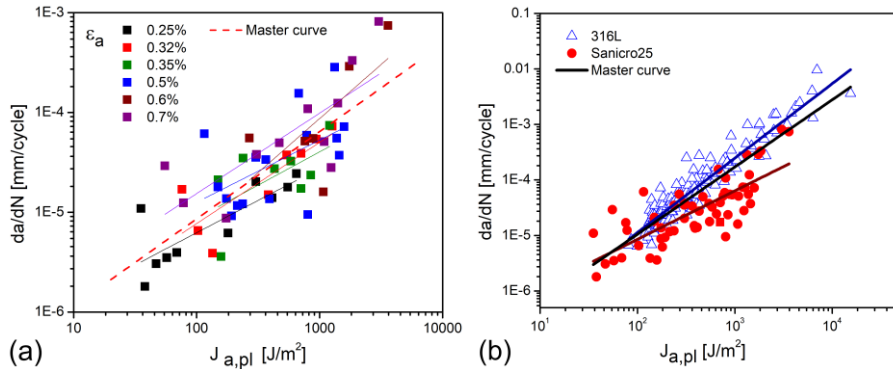 εa
0.25%
0.32%
0.35%
0.5%
0.6%
0.7%
Master curve
1E-3
1E-4
1E-5
1E-6
da/dN [mm/cycle]
10
100
1000
10000
Ja,pl [J/m²]
(a)
316L
Sanicro25
Master curve
0.1
0.01
1E-3
1E-4
1E-5
1E-6
da/dN [mm/cycle]
10¹
10²
10³
10⁴
Ja,pl [J/m²]
(b)